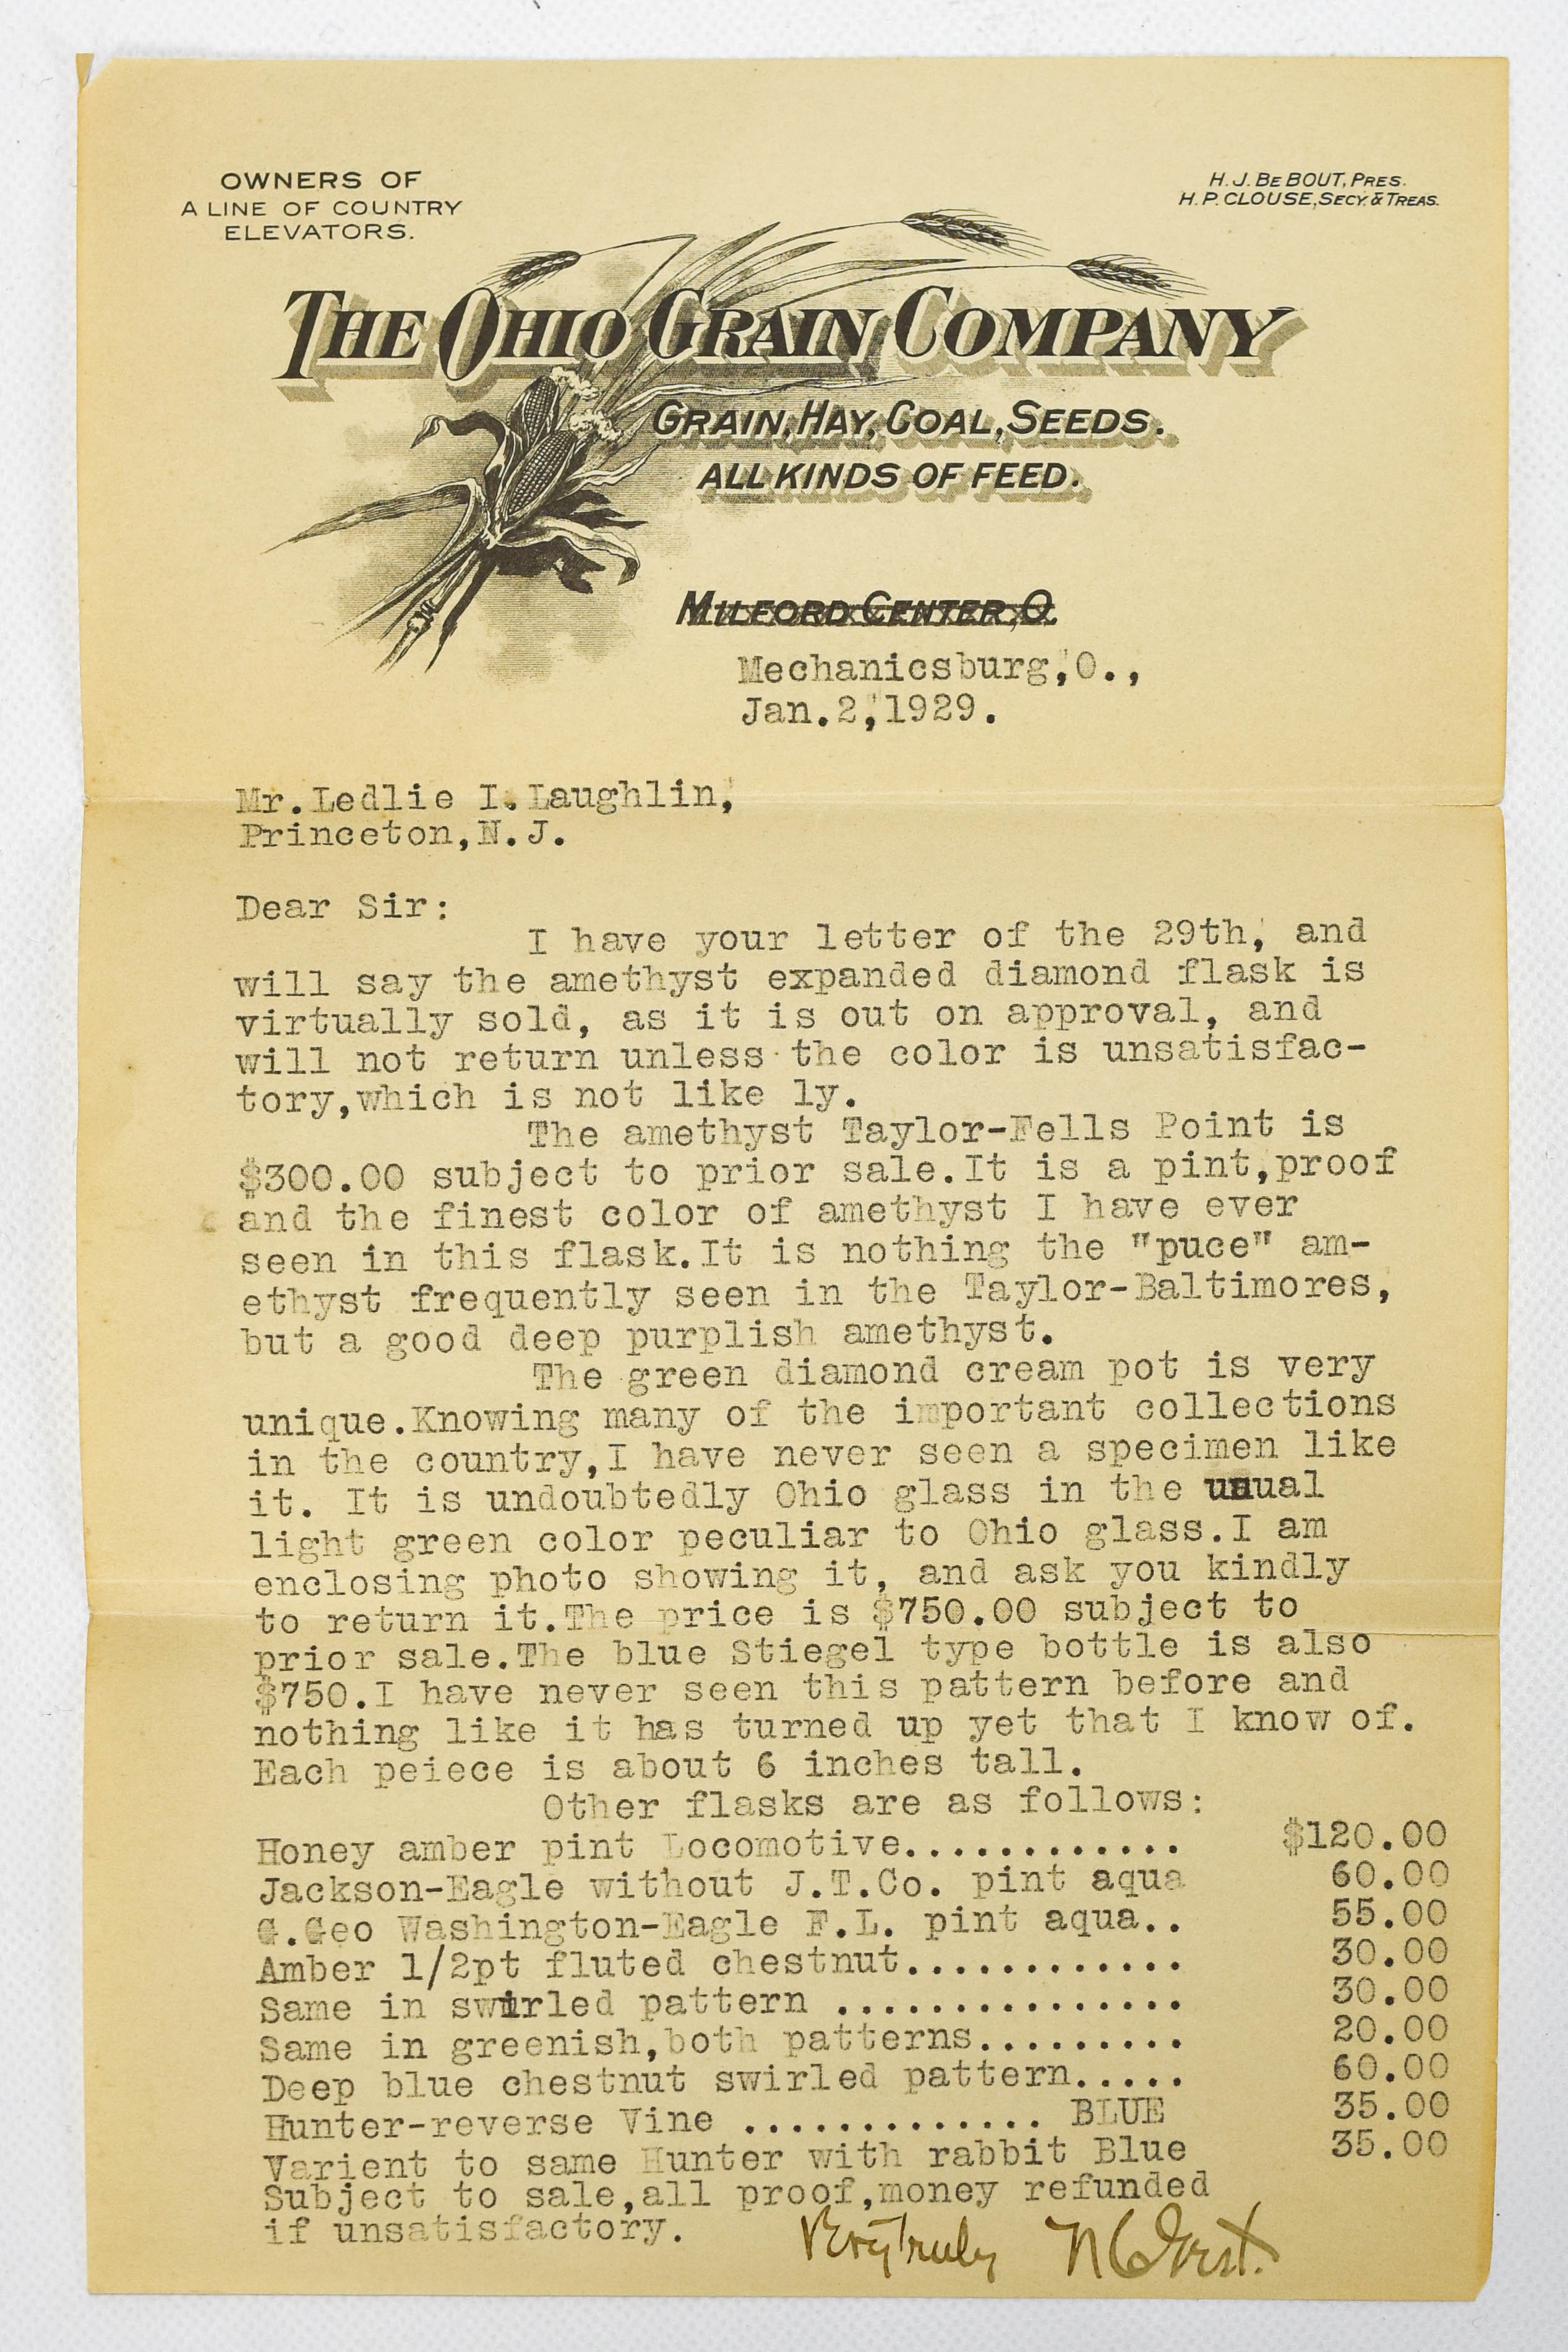 OWNERS OF
A LINE OF COUNTRY
ELEVATORS.
H. J. BE BOUT, PRES.
H. P. CLOUSE, SECY. & TREAS.
THE OHIO GRAIN COMPANY
GRAIN, HAY, COAL, SEEDS.
ALL KINDS OF FEED.
MILFORD CENTER, O.
Mechanicsburg,O.,
Jan.2,1929.
Mr.Ledlie I.Laughlin,
Princeton,N.J.
Dear Sir:
I have your letter of the 29th, and
will say the amethyst expanded diamond flask is
virtually sold, as it is out on approval, and
will not return unless the color is unsatisfac-
tory,which is not like ly.
The amethyst Taylor-Fells Point is
$300.00 subject to prior sale.It is a pint,proof
and the finest color of amethyst I have ever
seen in this flask.It is nothing the "puce" am-
ethyst frequently seen in the Taylor-Baltimores,
but a good deep purplish amethyst.
The green diamond cream pot is very
unique.Knowing many of the important collections
in the country,I have never seen a specimen like
it. It is undoubtedly Ohio glass in the usual
light green color peculiar to Ohio glass.I am
enclosing photo showing it, and ask you kindly
to return it.The price is $750.00 subject to
prior sale.The blue Stiegel type bottle is also
$750.I have never seen this pattern before and
nothing like it has turned up yet that I know of.
Each peiece is about 6 inches tall.
Other flasks are as follows:
Honey amber pint Locomotive............ $120.00
Jackson-Eagle without J.T.Co. pint aqua 60.00
G.Geo Washington-Eagle F.L. pint aqua.. 55.00
Amber 1/2pt fluted chestnut............ 30.00
Same in swirled pattern ............... 30.00
Same in greenish,both patterns......... 20.00
Deep blue chestnut swirled pattern..... 60.00
Hunter-reverse Vine ............. BLUE 35.00
Varient to same Hunter with rabbit Blue 35.00
Subject to sale,all proof,money refunded
if unsatisfactory.
Very Truly